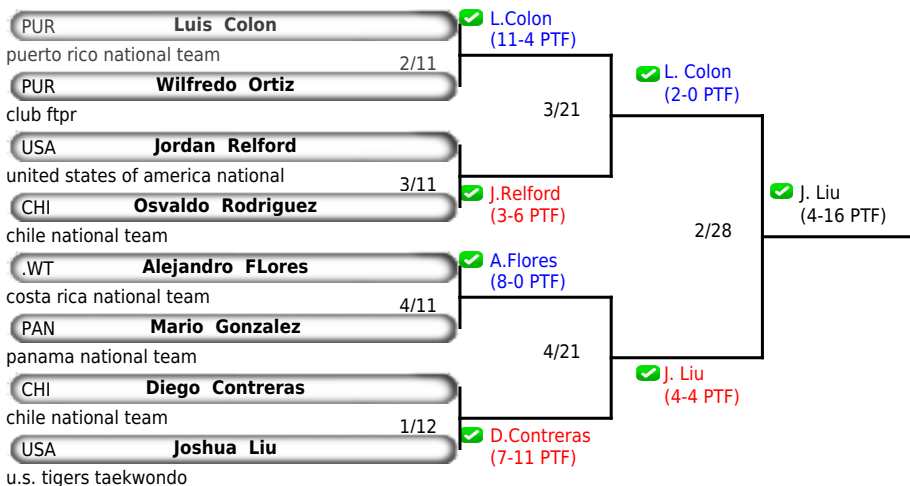 PUR Luis Colon
puerto rico national team
2/11
PUR Wilfredo Ortiz
club ftpr
L.Colon
(11-4 PTF)
USA Jordan Relford
united states of america national
3/11
CHI Osvaldo Rodriguez
chile national team
J.Relford
(3-6 PTF)
3/21
L. Colon
(2-0 PTF)
.WT Alejandro FLores
costa rica national team
4/11
PAN Mario Gonzalez
panama national team
A.Flores
(8-0 PTF)
CHI Diego Contreras
chile national team
1/12
USA Joshua Liu
u.s. tigers taekwondo
D.Contreras
(7-11 PTF)
4/21
J. Liu
(4-4 PTF)
2/28
J. Liu
(4-16 PTF)